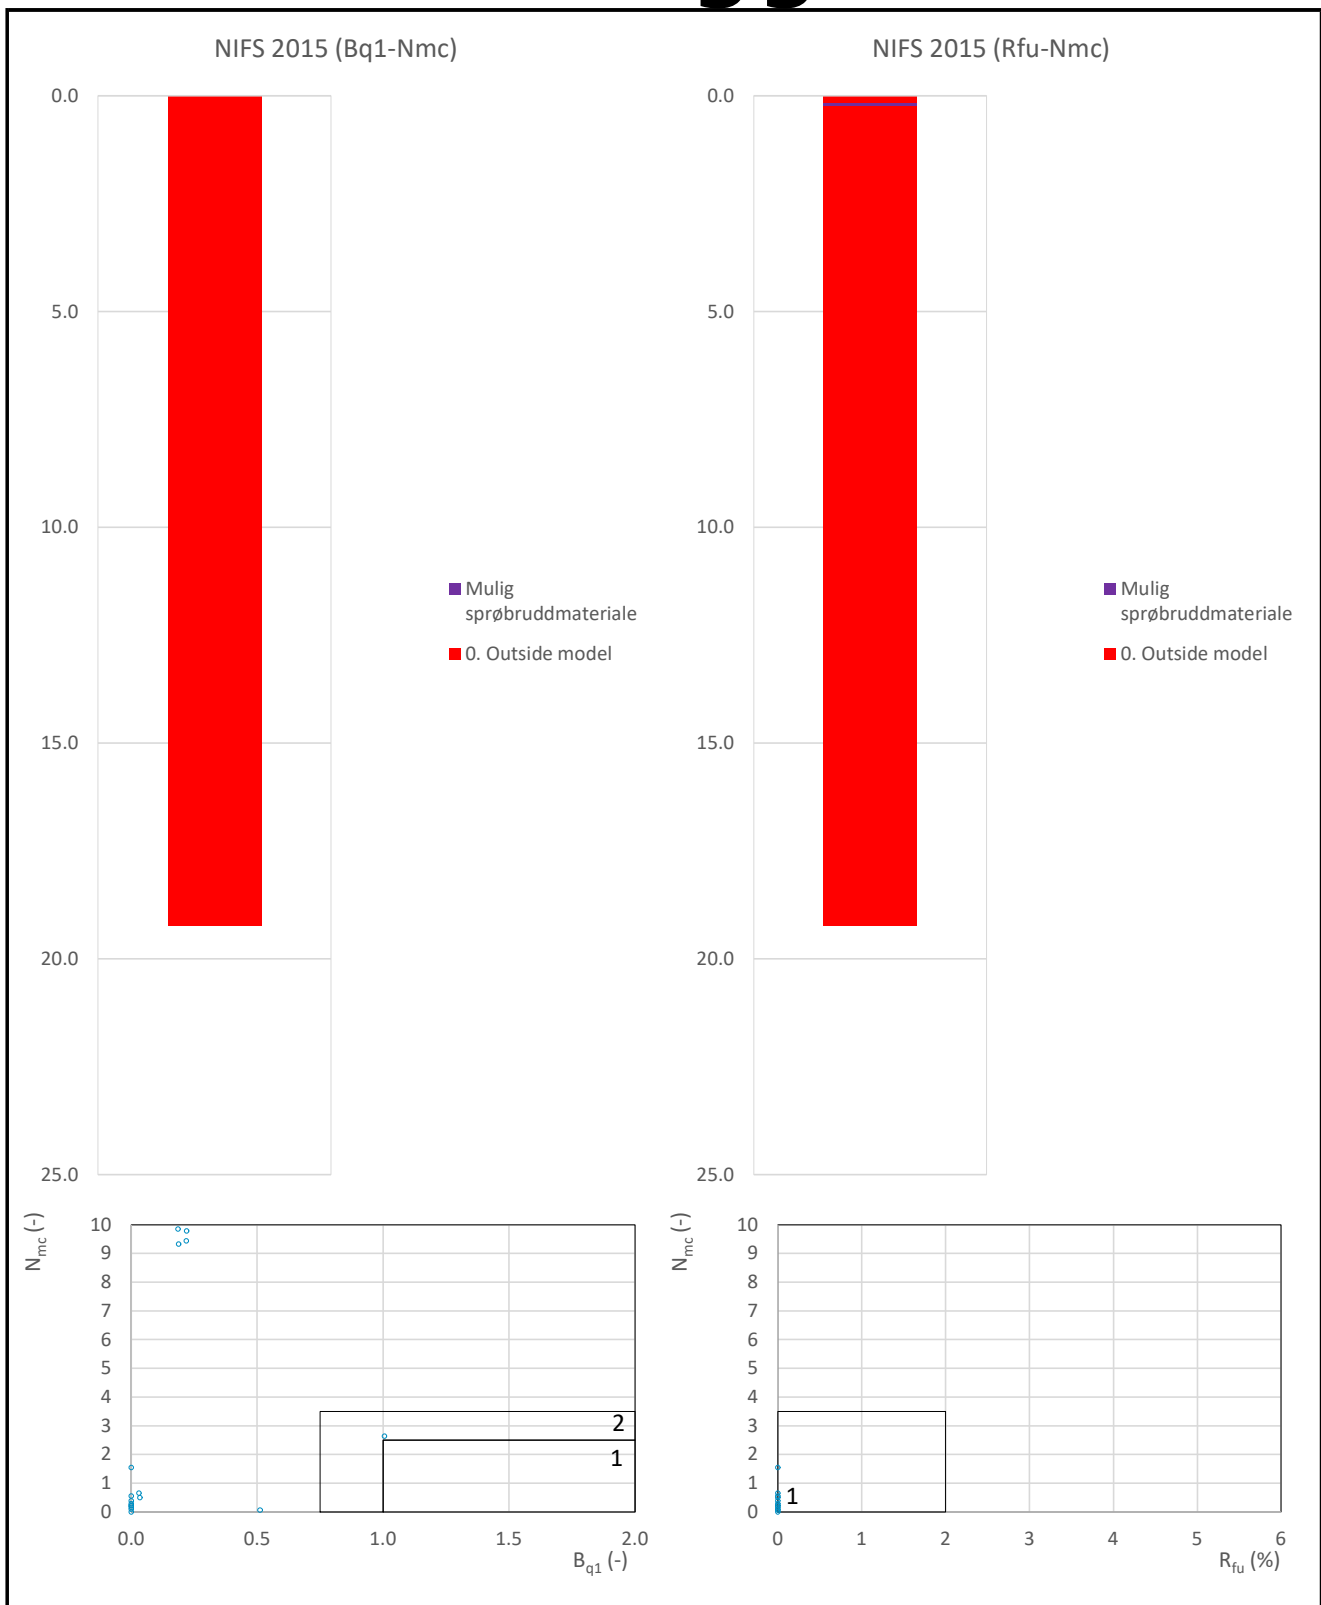 NIFS 2015 (Bq1-Nmc)
0.0
5.0
10.0
15.0
20.0
25.0
Mulig
sprøbruddmateriale
0. Outside model
NIFS 2015 (Rfu-Nmc)
0.0
5.0
10.0
15.0
20.0
25.0
Mulig
sprøbruddmateriale
0. Outside model
Nmc (-)
10
9
8
7
6
5
4
3
2
1
0
2
1
0.0 0.5 1.0 1.5 2.0
Bq1 (-)
Nmc (-)
10
9
8
7
6
5
4
3
2
1
0
1
0 1 2 3 4 5 6
Rfu (%)